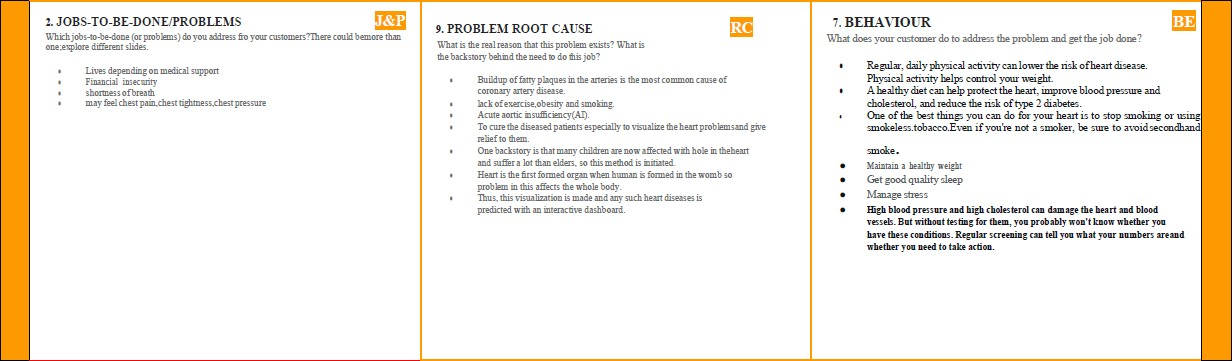 2. JOBS-TO-BE-DONE/PROBLEMS
J&P
Which jobs-to-be-done (or problems) do you address fro your customers?There could bemore than
one;explore different slides.
Lives depending on medical support
Financial insecurity
shortness of breath
may feel chest pain,chest tightness,chest pressure
9. PROBLEM ROOT CAUSE
RC
What is the real reason that this problem exists? What is
the backstory behind the need to do this job?
Buildup of fatty plaques in the arteries is the most common cause of
coronary artery disease.
lack of exercise,obesity and smoking.
Acute aortic insufficiency(AI).
To cure the diseased patients especially to visualize the heart problemsand give
relief to them.
One backstory is that many children are now affected with hole in theheart
and suffer a lot than elders, so this method is initiated.
Heart is the first formed organ when human is formed in the womb so
problem in this affects the whole body.
Thus, this visualization is made and any such heart diseases is
predicted with an interactive dashboard.
7. BEHAVIOUR
BE
What does your customer do to address the problem and get the job done?
Regular, daily physical activity can lower the risk of heart disease.
Physical activity helps control your weight.
A healthy diet can help protect the heart, improve blood pressure and
cholesterol, and reduce the risk of type 2 diabetes.
One of the best things you can do for your heart is to stop smoking or using
smokeless.tobacco.Even if you're not a smoker, be sure to avoidsecondhand
smoke.
Maintain a healthy weight
Get good quality sleep
Manage stress
High blood pressure and high cholesterol can damage the heart and blood
vessels. But without testing for them, you probably won't know whether you
have these conditions. Regular screening can tell you what your numbers areand
whether you need to take action.